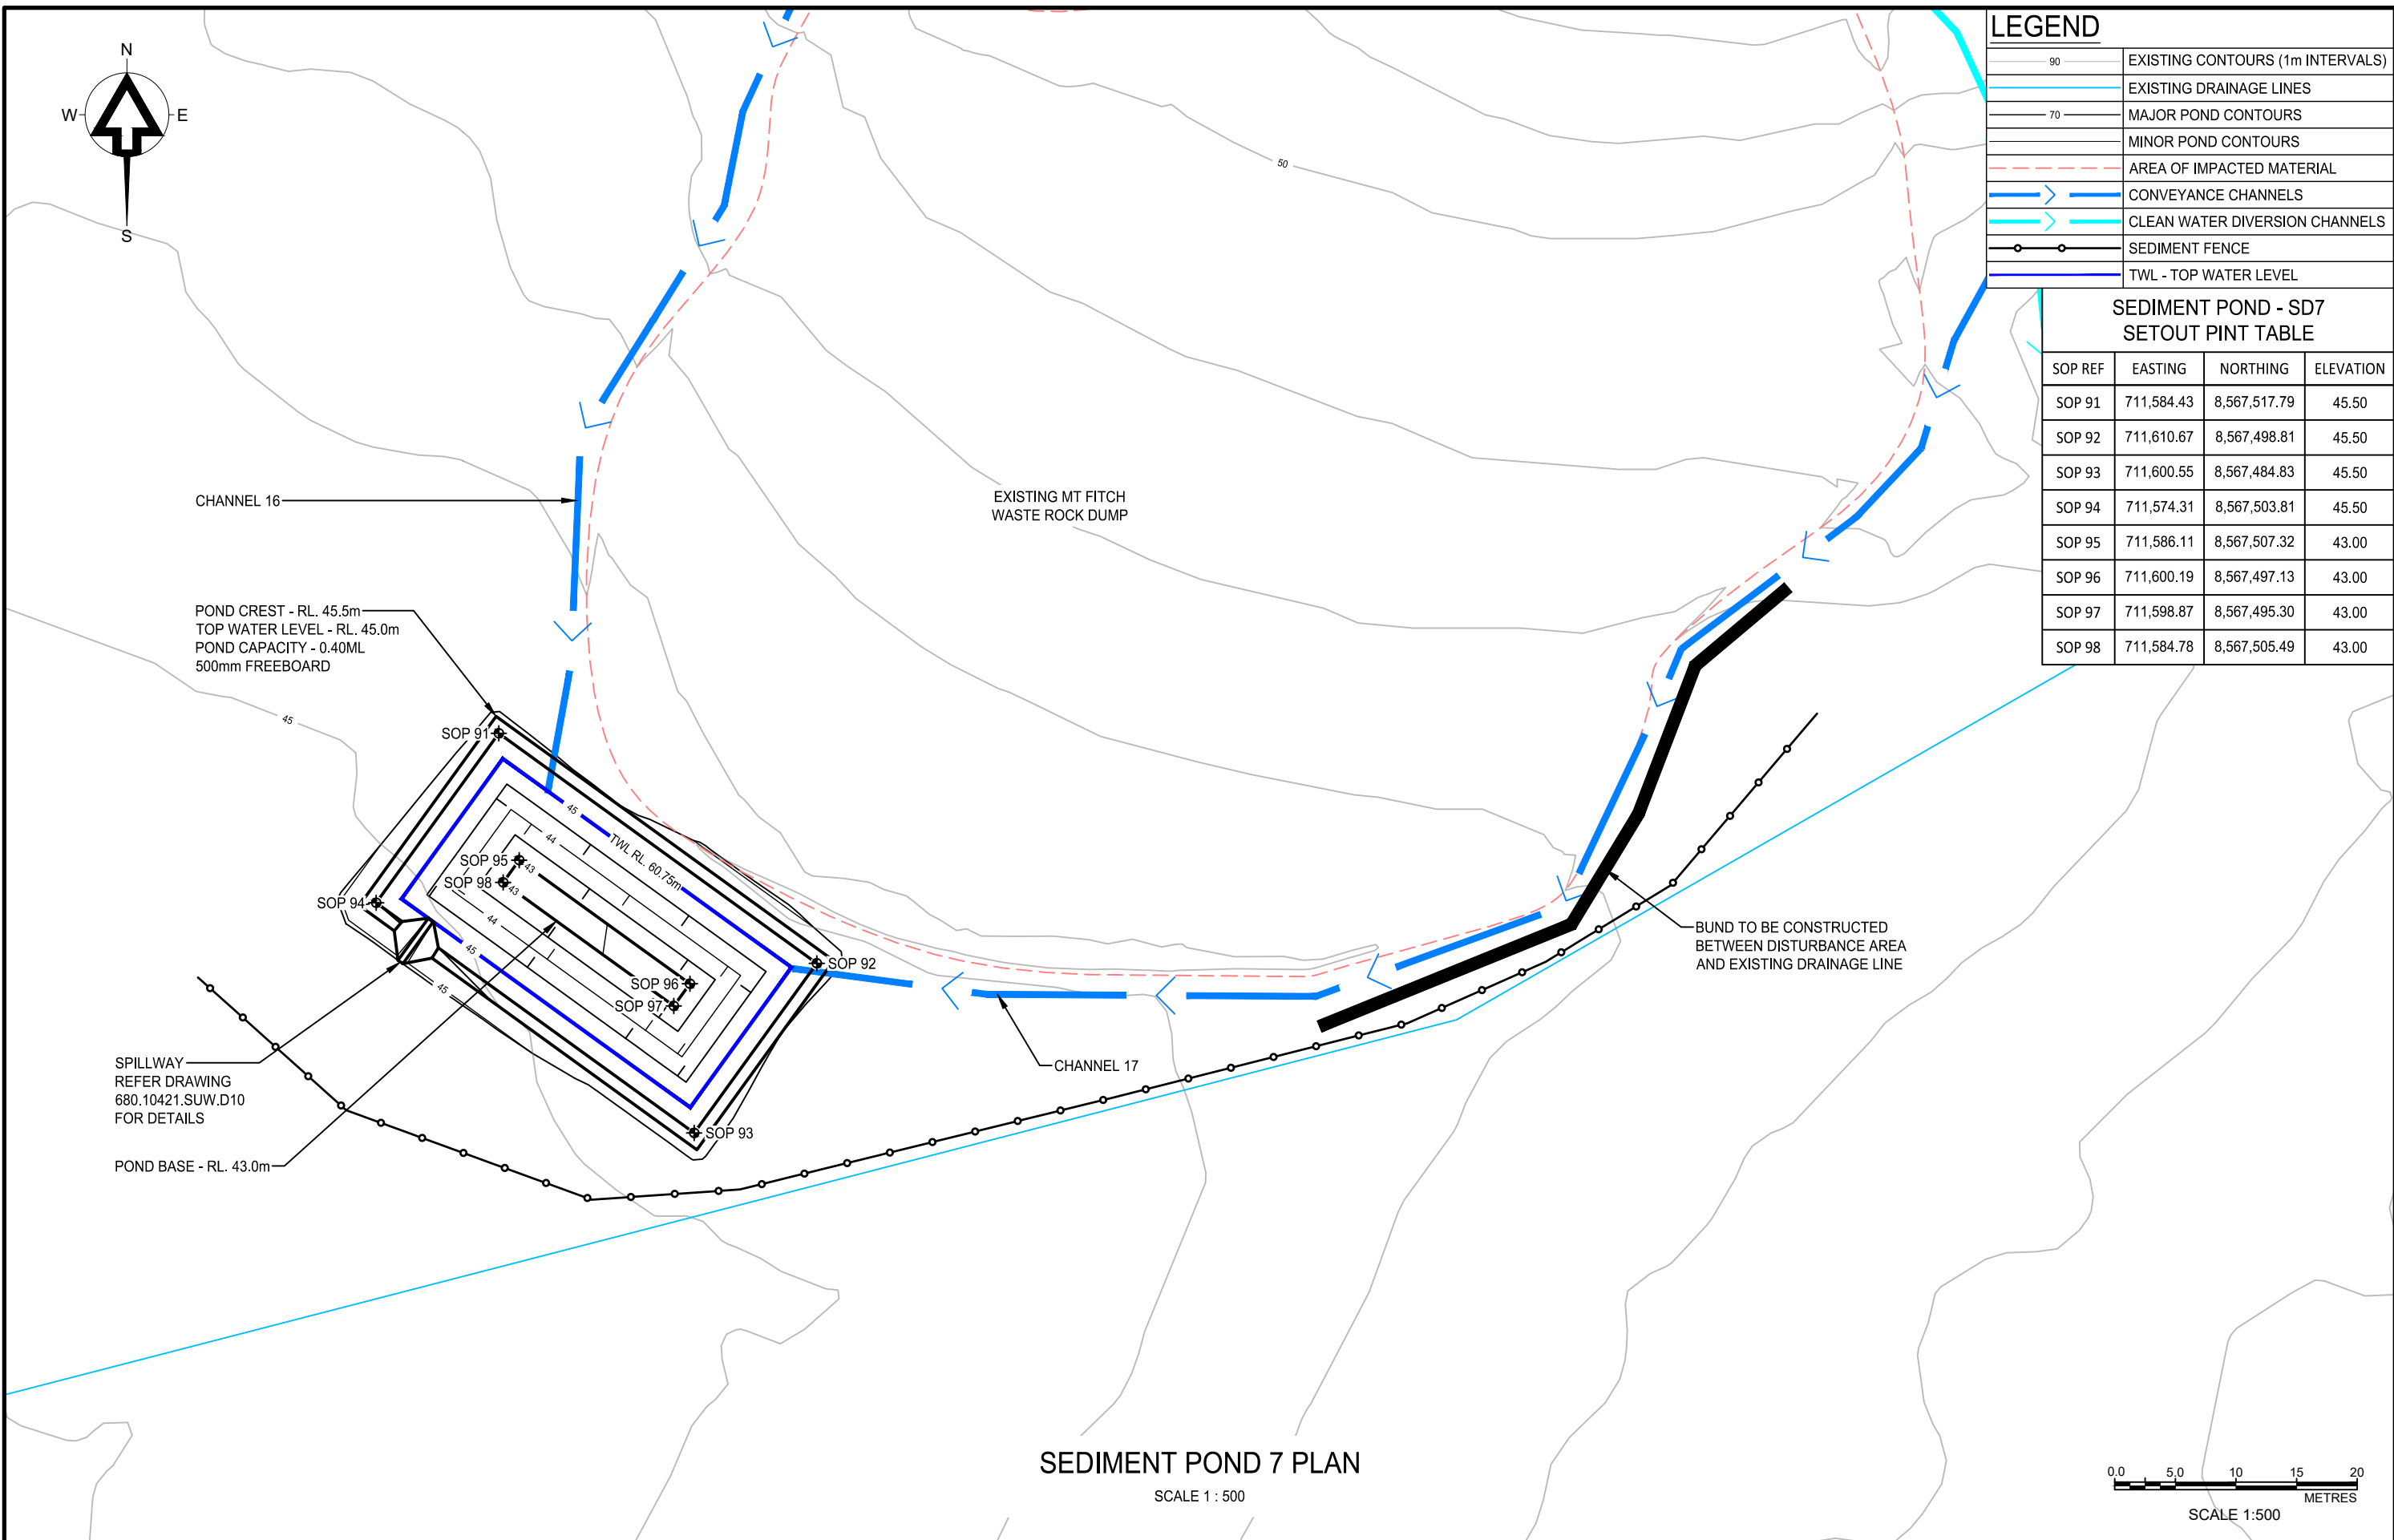 N
W
E
S
LEGEND
90 EXISTING CONTOURS (1m INTERVALS)
EXISTING DRAINAGE LINES
70 MAJOR POND CONTOURS
MINOR POND CONTOURS
AREA OF IMPACTED MATERIAL
CONVEYANCE CHANNELS
CLEAN WATER DIVERSION CHANNELS
SEDIMENT FENCE
TWL - TOP WATER LEVEL
SEDIMENT POND - SD7
SETOUT PINT TABLE
SOP REF EASTING NORTHING ELEVATION
SOP 91 711,584.43 8,567,517.79 45.50
SOP 92 711,610.67 8,567,498.81 45.50
SOP 93 711,600.55 8,567,484.83 45.50
SOP 94 711,574.31 8,567,503.81 45.50
SOP 95 711,586.11 8,567,507.32 43.00
SOP 96 711,600.19 8,567,497.13 43.00
SOP 97 711,598.87 8,567,495.30 43.00
SOP 98 711,584.78 8,567,505.49 43.00
50
CHANNEL 16
EXISTING MT FITCH
WASTE ROCK DUMP
POND CREST - RL. 45.5m
TOP WATER LEVEL - RL. 45.0m
POND CAPACITY - 0.40ML
500mm FREEBOARD
45
SOP 91
45
TWL RL. 60.75m
44
SOP 95
43
SOP 98
43
SOP 94
44
45
45
SOP 92
SOP 96
SOP 97
SOP 93
BUND TO BE CONSTRUCTED
BETWEEN DISTURBANCE AREA
AND EXISTING DRAINAGE LINE
CHANNEL 17
SPILLWAY
REFER DRAWING
680.10421.SUW.D10
FOR DETAILS
POND BASE - RL. 43.0m
SEDIMENT POND 7 PLAN
SCALE 1 : 500
0.0 5.0 10 15 20
METRES
SCALE 1:500